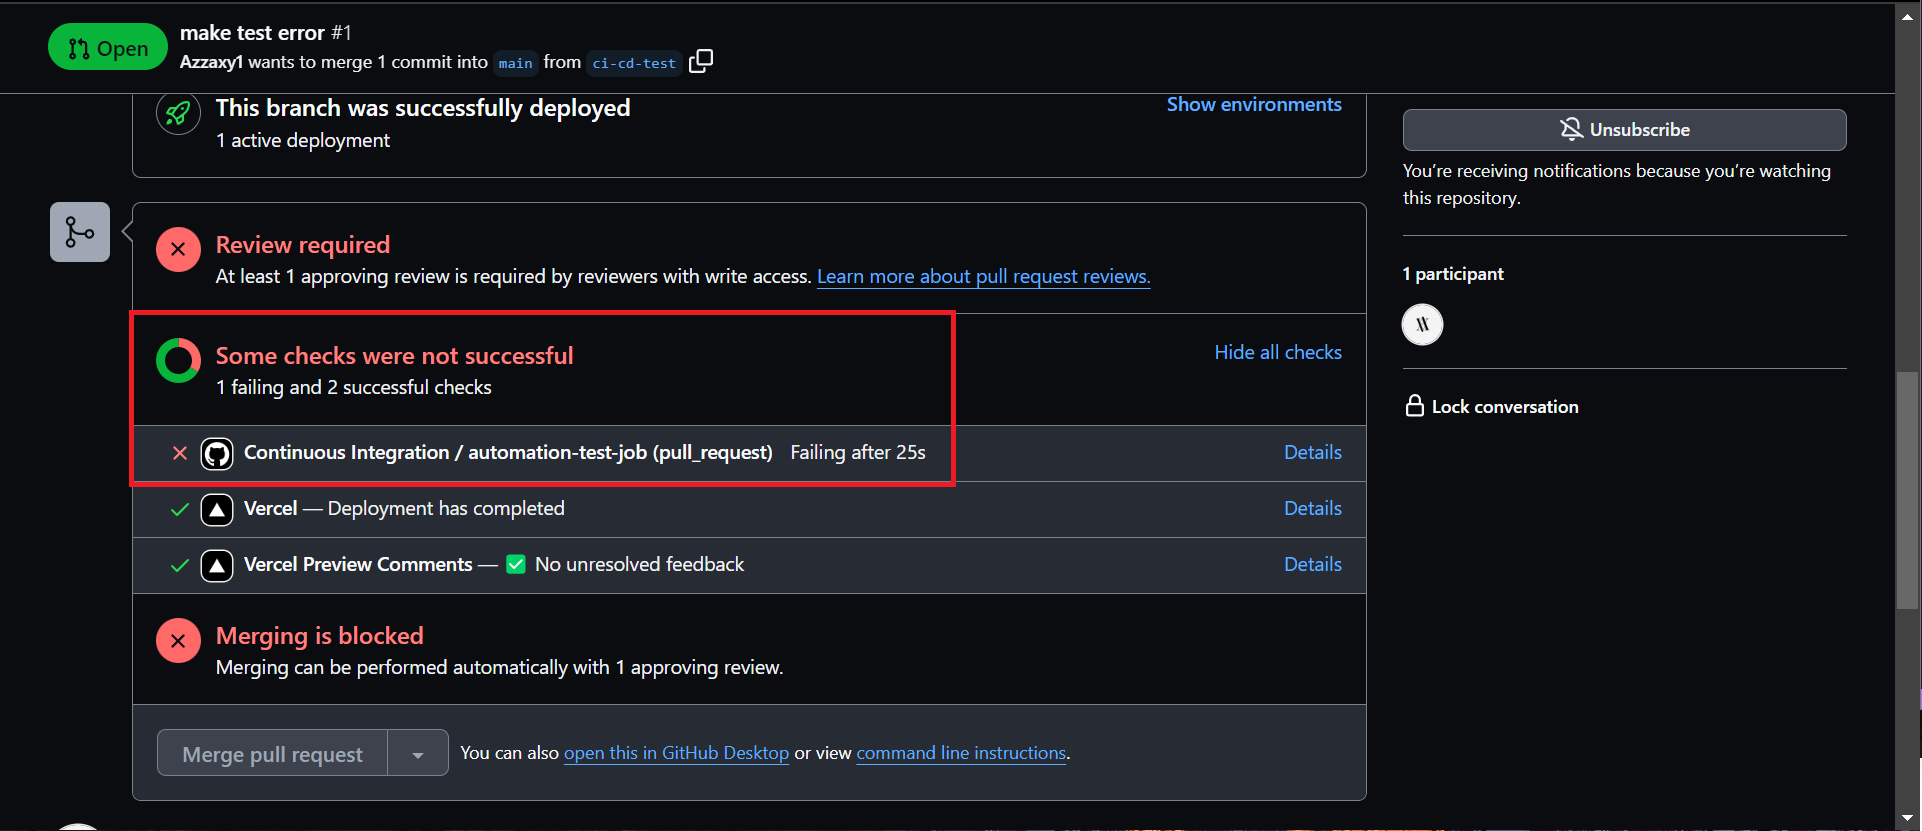 Open
make test error #1
Azzaxy1 wants to merge 1 commit into main from ci-cd-test
This branch was successfully deployed
1 active deployment
Show environments
Unsubscribe
You're receiving notifications because you're watching
this repository.
Review required
At least 1 approving review is required by reviewers with write access. Learn more about pull request reviews.
1 participant
Some checks were not successful
1 failing and 2 successful checks
Hide all checks
Lock conversation
Continuous Integration / automation-test-job (pull_request) Failing after 25s
Details
Vercel — Deployment has completed
Details
Vercel Preview Comments — ✅ No unresolved feedback
Details
Merging is blocked
Merging can be performed automatically with 1 approving review.
Merge pull request
You can also open this in GitHub Desktop or view command line instructions.